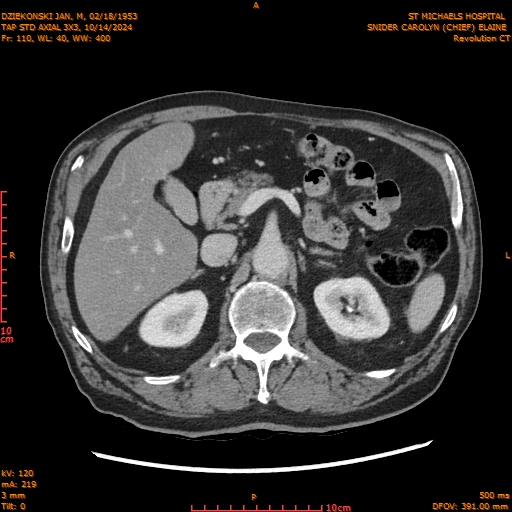 A
DZIEKONSKI JAN, M, 02/18/1953
TAP STD AXIAL 3X3, 10/14/2024
Fr: 110, WL: 40, WW: 400
ST MICHAELS HOSPITAL
SNIDER CAROLYN (CHIEF) ELAINE
Revolution CT
R
L
10
cm
kV: 120
mA: 219
3 mm
Tilt: 0
P
10cm
500 ms
DFOV: 391.00 mm